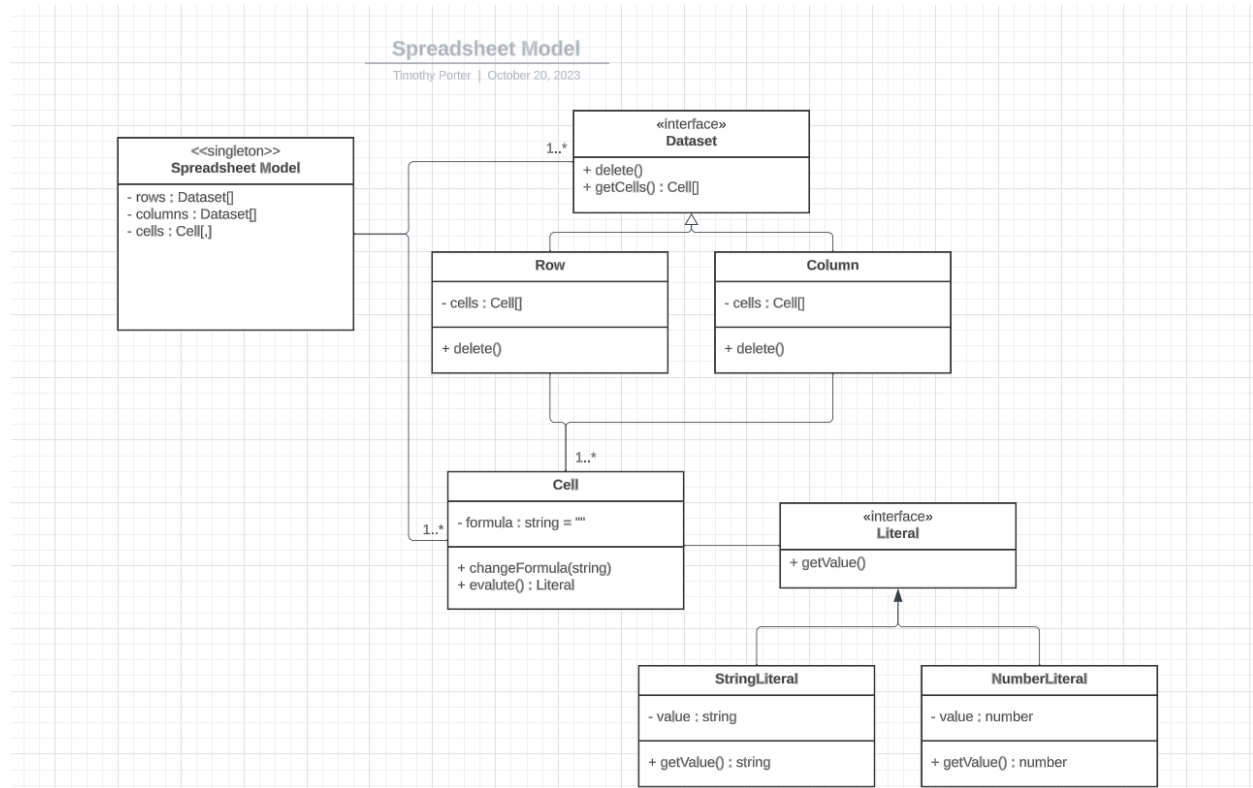 Spreadsheet Model
Timothy Porter | October 20, 2023
<<singleton>>
Spreadsheet Model
- rows : Dataset[]
- columns : Dataset[]
- cells : Cell[,]
1..*
«interface»
Dataset
+ delete()
+ getCells() : Cell[]
Row
- cells : Cell[]
+ delete()
Column
- cells : Cell[]
+ delete()
1..*
1..*
Cell
- formula : string = ""
+ changeFormula(string)
+ evalute() : Literal
«interface»
Literal
+ getValue()
StringLiteral
- value : string
+ getValue() : string
NumberLiteral
- value : number
+ getValue() : number